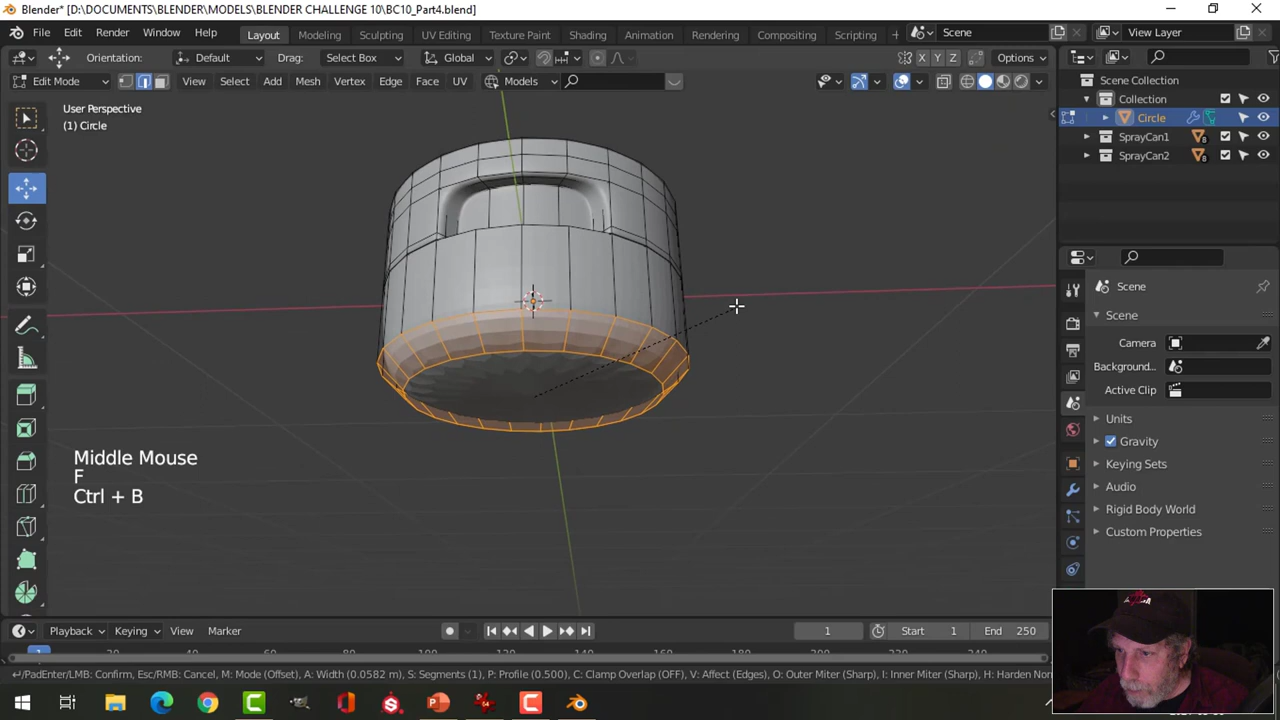 Blender* [D:\DOCUMENTS\BLENDER\MODELS\BLENDER CHALLENGE 10\BC10_Part4.blend]
File Edit Render Window Help Layout Modeling Sculpting UV Editing Texture Paint Shading Animation Rendering Compositing Scripting Scene View Layer
Orientation: Default Drag: Select Box Global X Y Z Options
Edit Mode View Select Add Mesh Vertex Edge Face UV Models
User Perspective
(1) Circle
Scene Collection
Collection
Circle
SprayCan1 8
SprayCan2 8
Scene
Scene
Camera
Background...
Active Clip
Units
Gravity
Keying Sets
Audio
Rigid Body World
Custom Properties
Middle Mouse
F
Ctrl + B
Playback Keying View Marker 1 Start 1 End 250
↵/PadEnter/LMB: Confirm, Esc/RMB: Cancel, M: Mode (Offset), A: Width (0.0582 m), S: Segments (1), P: Profile (0.500), C: Clamp Overlap (OFF), V: Affect (Edges), O: Outer Miter (Sharp), I: Inner Miter (Sharp), H: Harden Nor